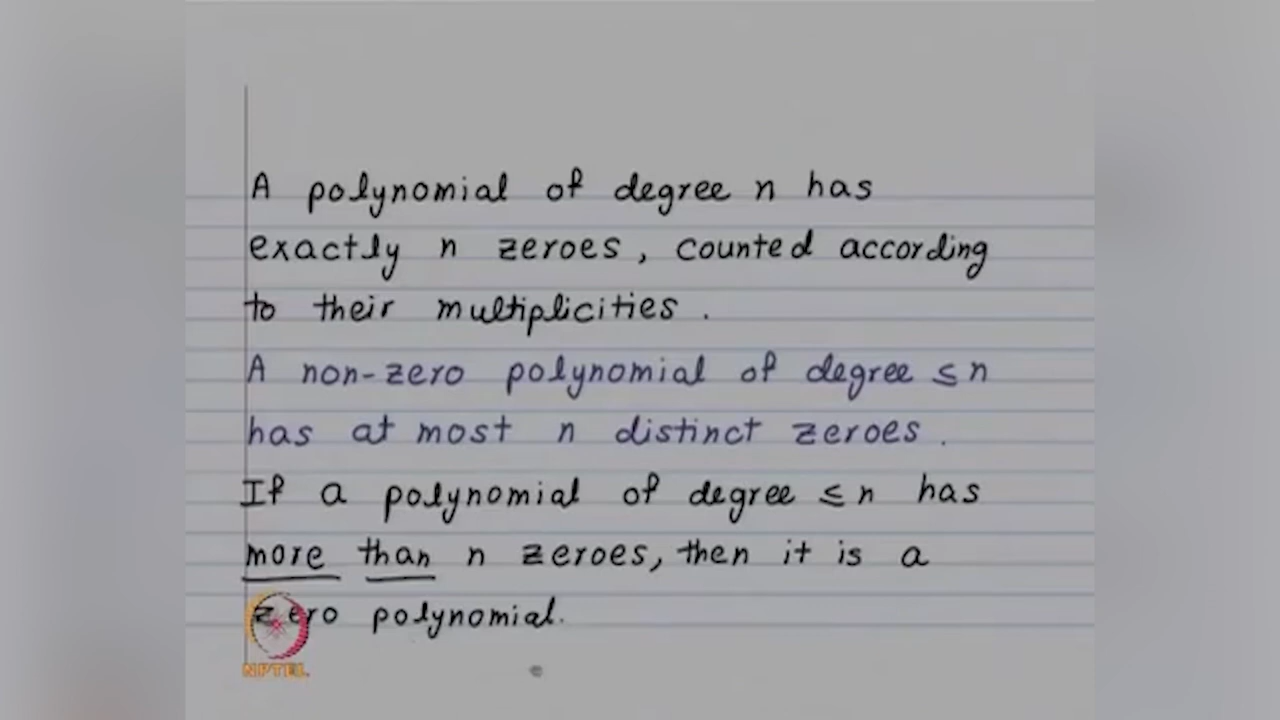 A polynomial of degree n has
exactly n zeroes, counted according
to their multiplicities.
A non-zero polynomial of degree ≤ n
has at most n distinct zeroes.
If a polynomial of degree ≤ n has
more than n zeroes, then it is a
zero polynomial.
NPTEL